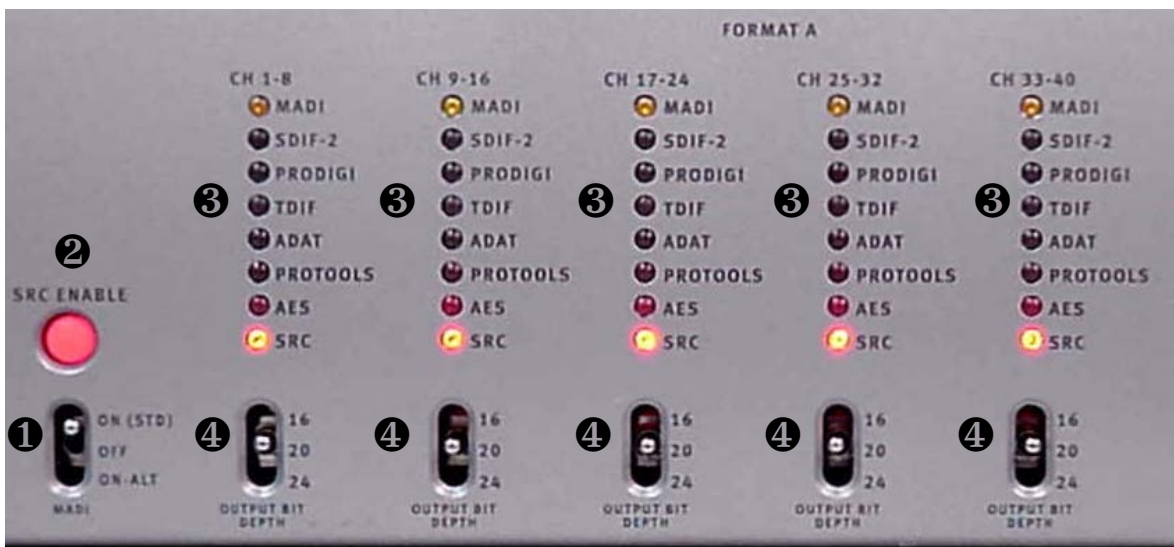 FORMAT A
CH 1-8 CH 9-16 CH 17-24 CH 25-32 CH 33-40
MADI MADI MADI MADI MADI
SDIF-2 SDIF-2 SDIF-2 SDIF-2 SDIF-2
PRODIGI PRODIGI PRODIGI PRODIGI PRODIGI
❸ TDIF ❸ TDIF ❸ TDIF ❸ TDIF ❸ TDIF
ADAT ADAT ADAT ADAT ADAT
❷ PROTOOLS PROTOOLS PROTOOLS PROTOOLS PROTOOLS
SRC ENABLE AES AES AES AES AES
SRC SRC SRC SRC SRC
ON (STD) 16 16 16 16 16
❶ OFF ❹ 20 ❹ 20 ❹ 20 ❹ 20 ❹ 20
ON-ALT 24 24 24 24 24
MADI OUTPUT BIT OUTPUT BIT OUTPUT BIT OUTPUT BIT OUTPUT BIT
DEPTH DEPTH DEPTH DEPTH DEPTH